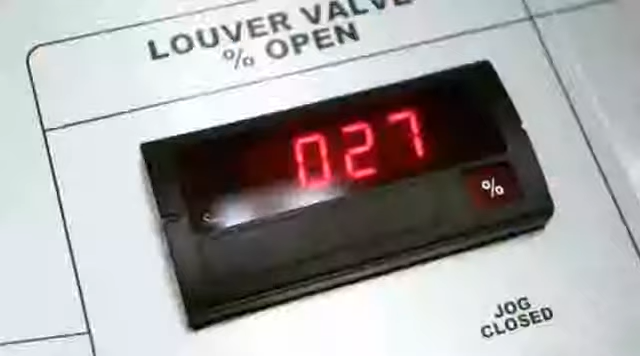 LOUVER VALVE
% OPEN
027
%
JOG
CLOSED